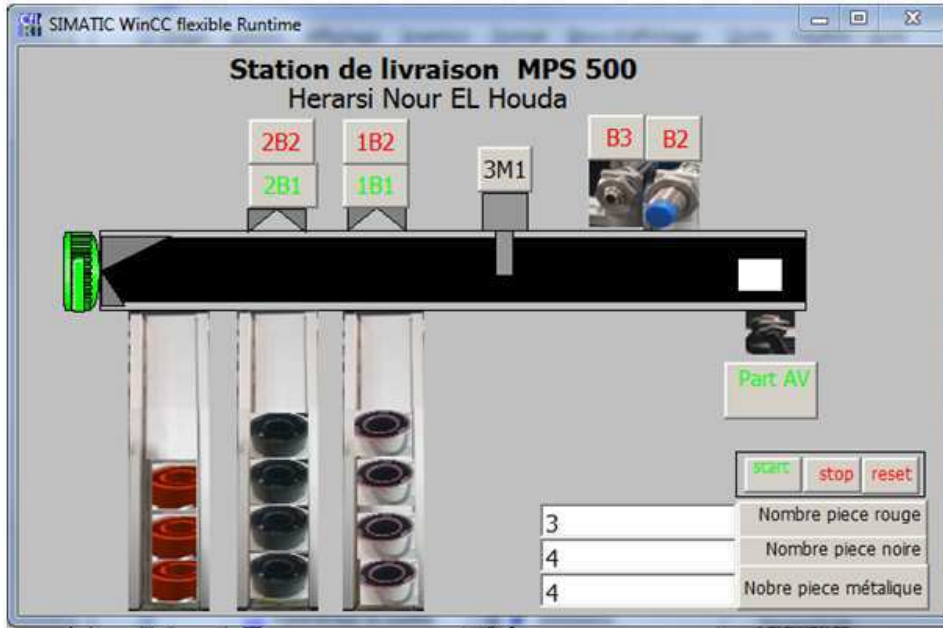 SIMATIC WinCC flexible Runtime
Station de livraison MPS 500
Herarsi Nour EL Houda
2B2
1B2
B3
B2
2B1
1B1
3M1
Part AV
start
stop
reset
3
Nombre piece rouge
4
Nombre piece noire
4
Nobre piece métalique